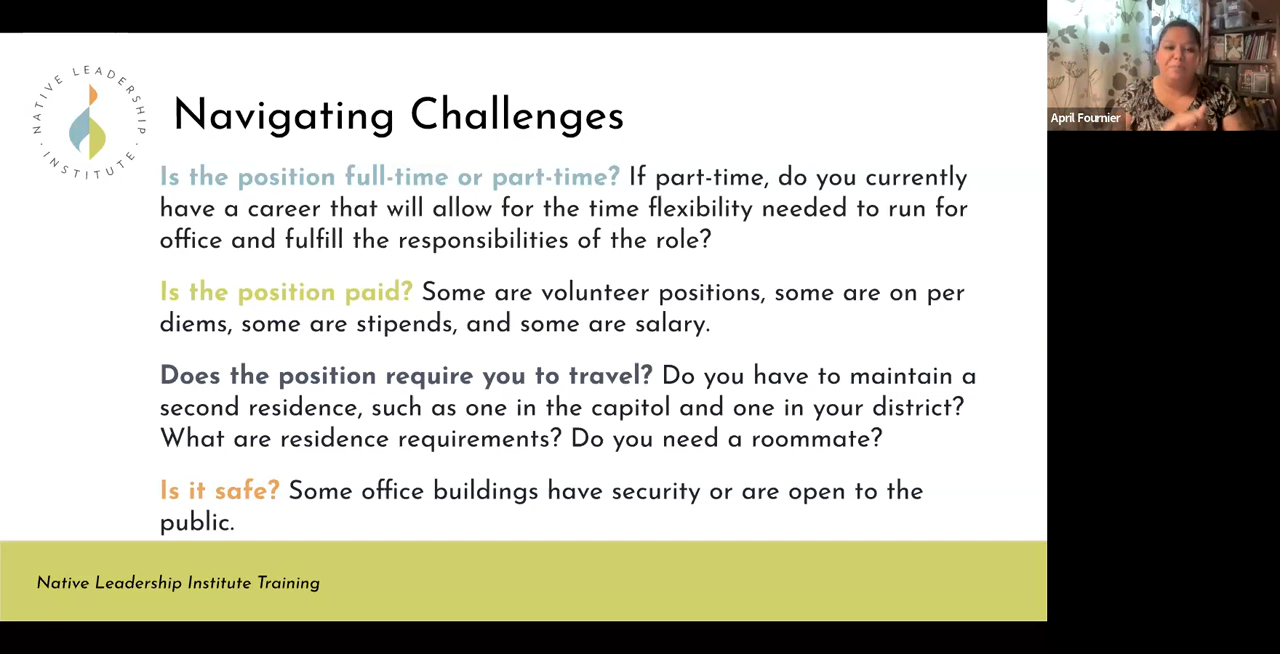 NATIVE LEADERSHIP
· INSTITUTE ·
Navigating Challenges
Is the position full-time or part-time? If part-time, do you currently
have a career that will allow for the time flexibility needed to run for
office and fulfill the responsibilities of the role?
Is the position paid? Some are volunteer positions, some are on per
diems, some are stipends, and some are salary.
Does the position require you to travel? Do you have to maintain a
second residence, such as one in the capitol and one in your district?
What are residence requirements? Do you need a roommate?
Is it safe? Some office buildings have security or are open to the
public.
Native Leadership Institute Training
April Fournier